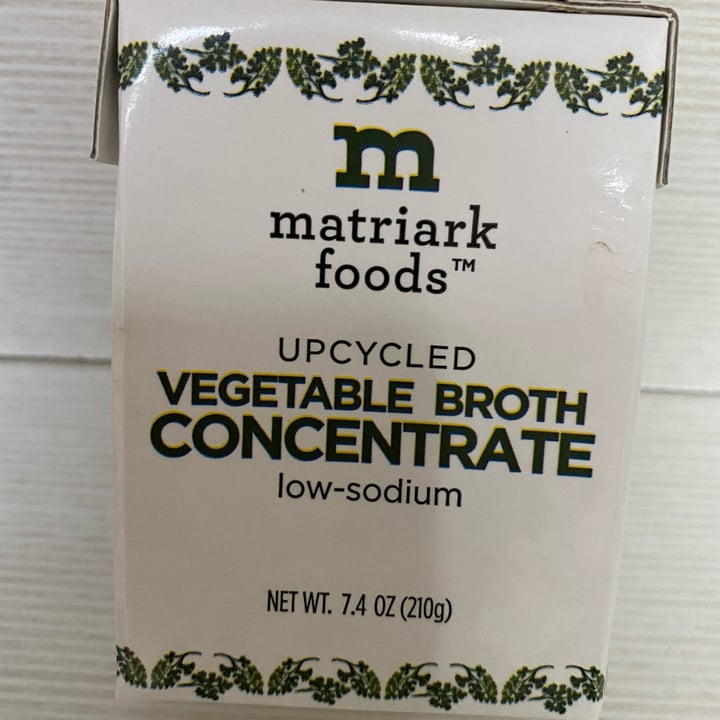 m
matriark
foods™
UPCYCLED
VEGETABLE BROTH
CONCENTRATE
low-sodium
NET WT. 7.4 OZ (210g)